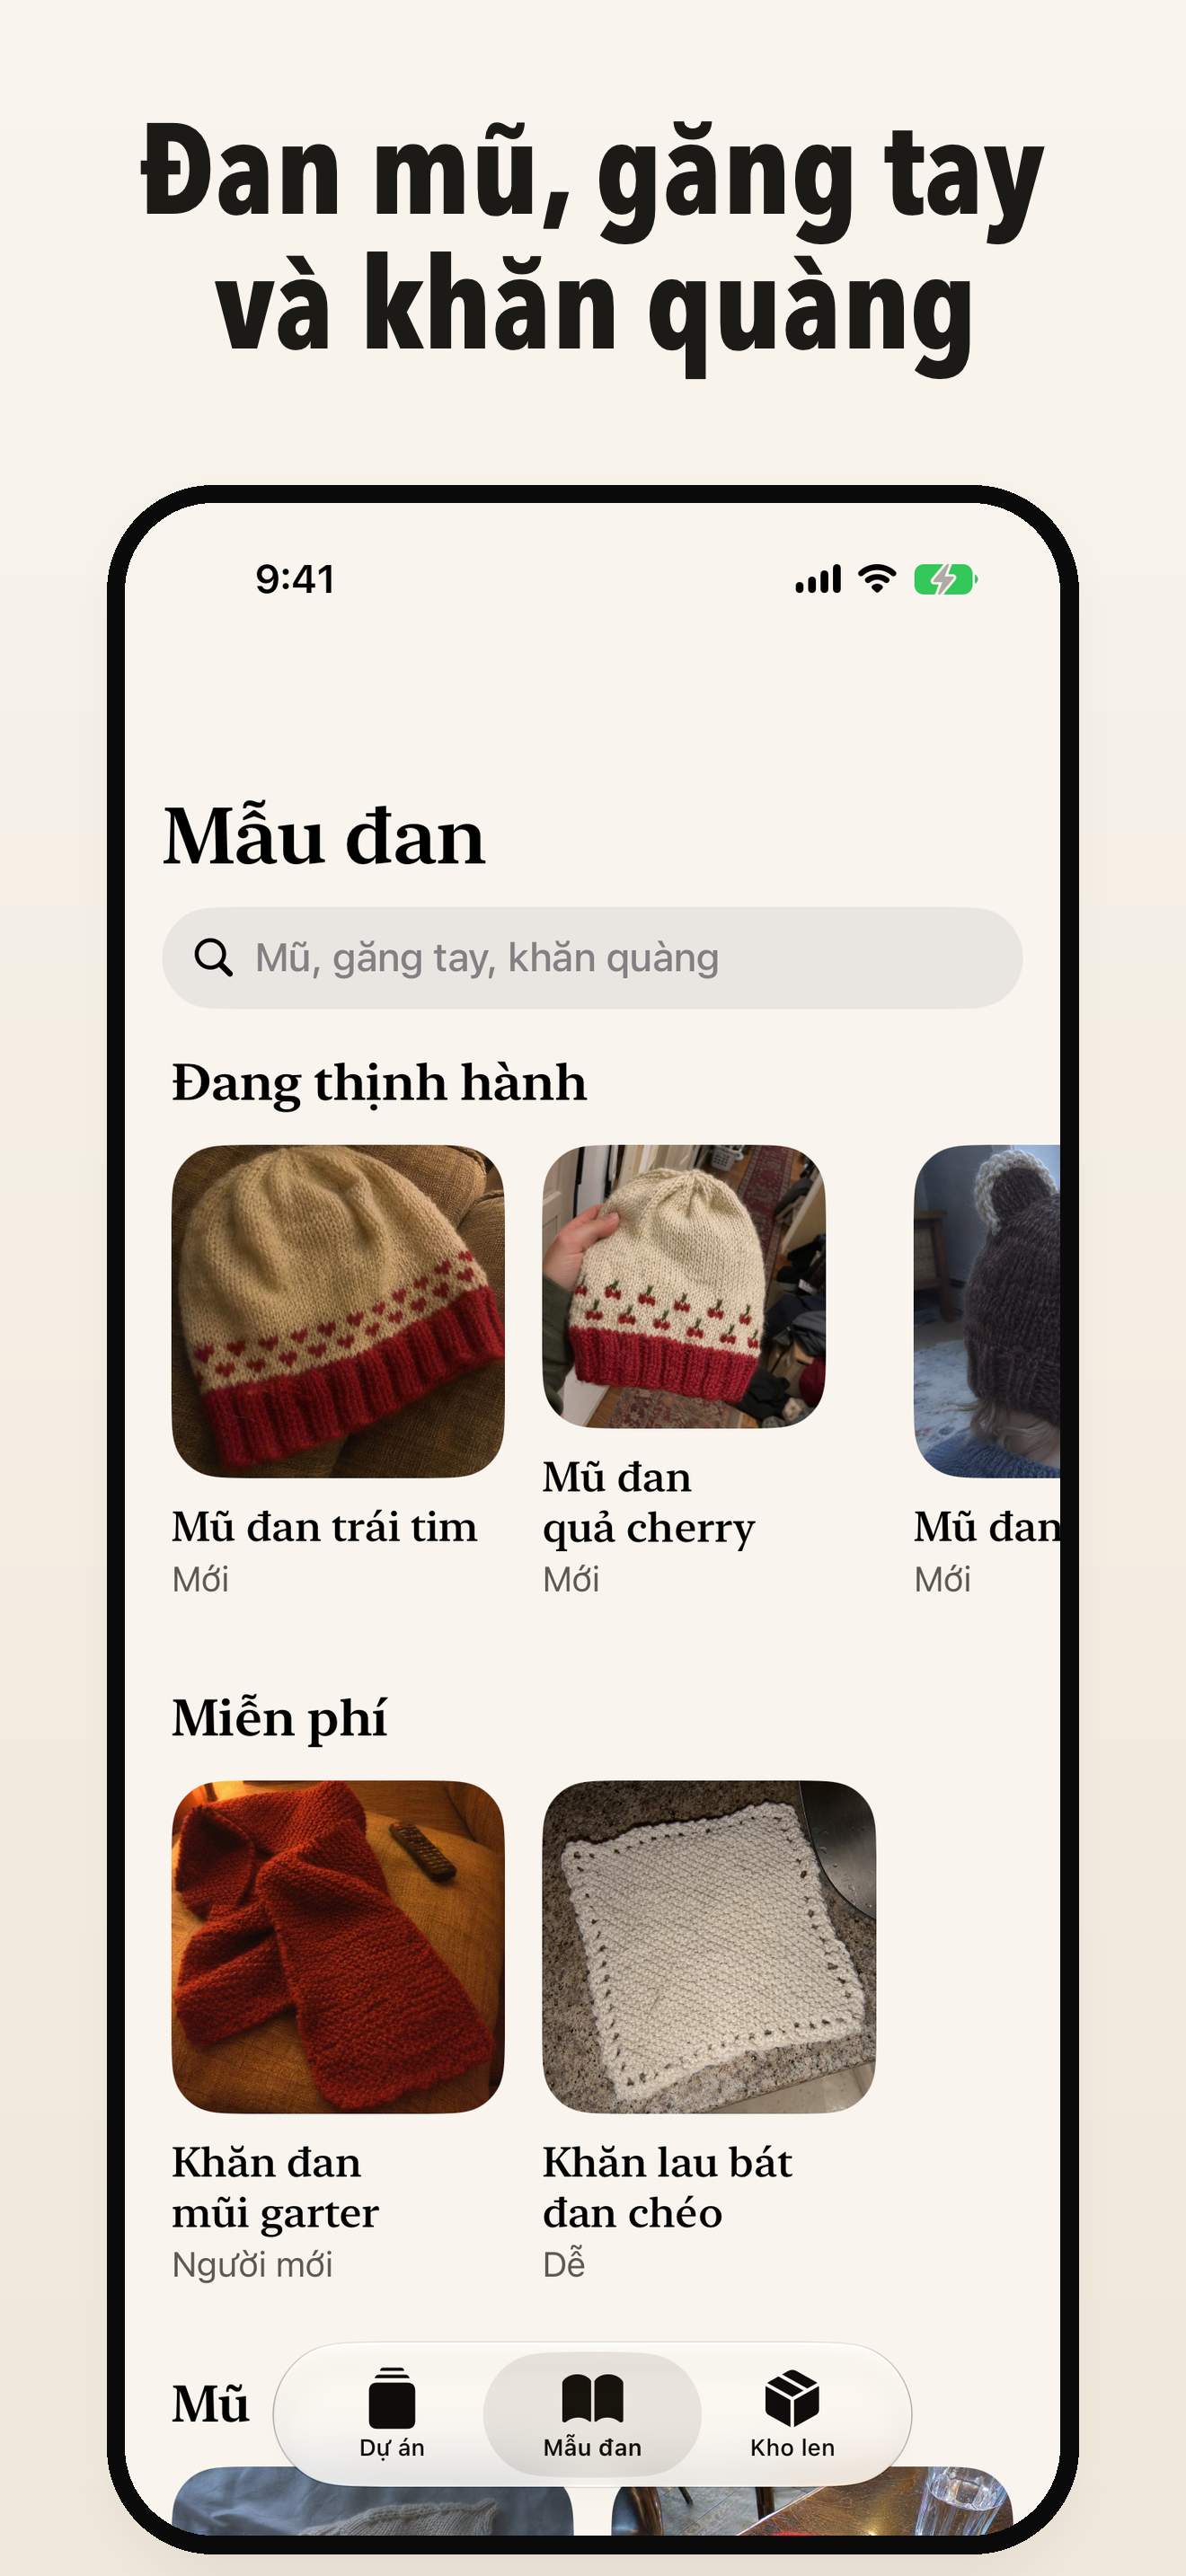 Đan mũ, găng tay
và khăn quàng
9:41
Mẫu đan
Mũ, găng tay, khăn quàng
Đang thịnh hành
Mũ đan trái tim
Mới
Mũ đan
quả cherry
Mới
Mũ đan
Mới
Miễn phí
Khăn đan
mũi garter
Người mới
Khăn lau bát
đan chéo
Dễ
Mũ
Dự án
Mẫu đan
Kho len